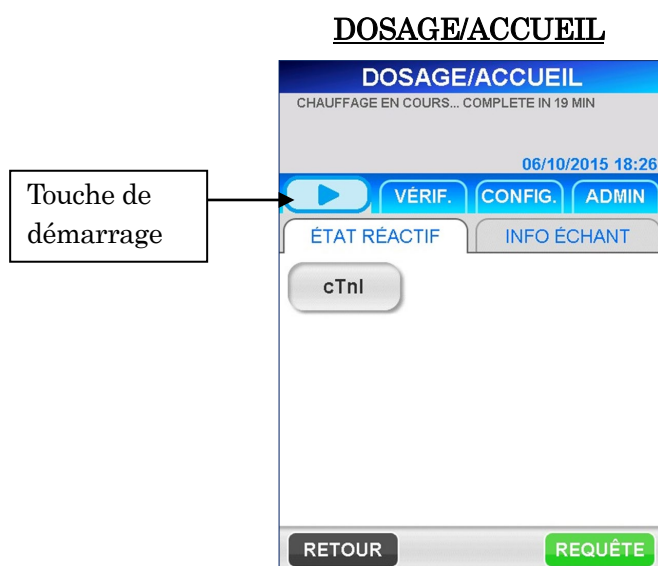 DOSAGE/ACCUEIL
DOSAGE/ACCUEIL
CHAUFFAGE EN COURS... COMPLETE IN 19 MIN
06/10/2015 18:26
Touche de
démarrage
VÉRIF. CONFIG. ADMIN
ÉTAT RÉACTIF INFO ÉCHANT
cTnI
RETOUR REQUÊTE